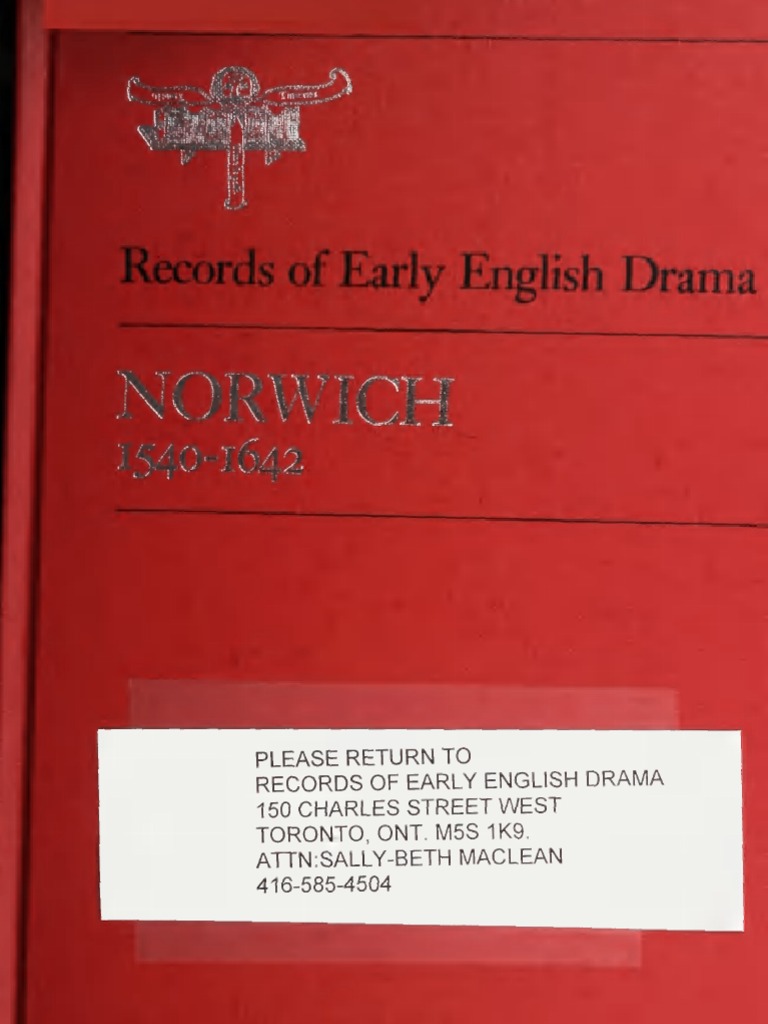 Records of Early English Drama
NORWICH
1540-1642
PLEASE RETURN TO
RECORDS OF EARLY ENGLISH DRAMA
150 CHARLES STREET WEST
TORONTO, ONT. M5S 1K9.
ATTN:SALLY-BETH MACLEAN
416-585-4504